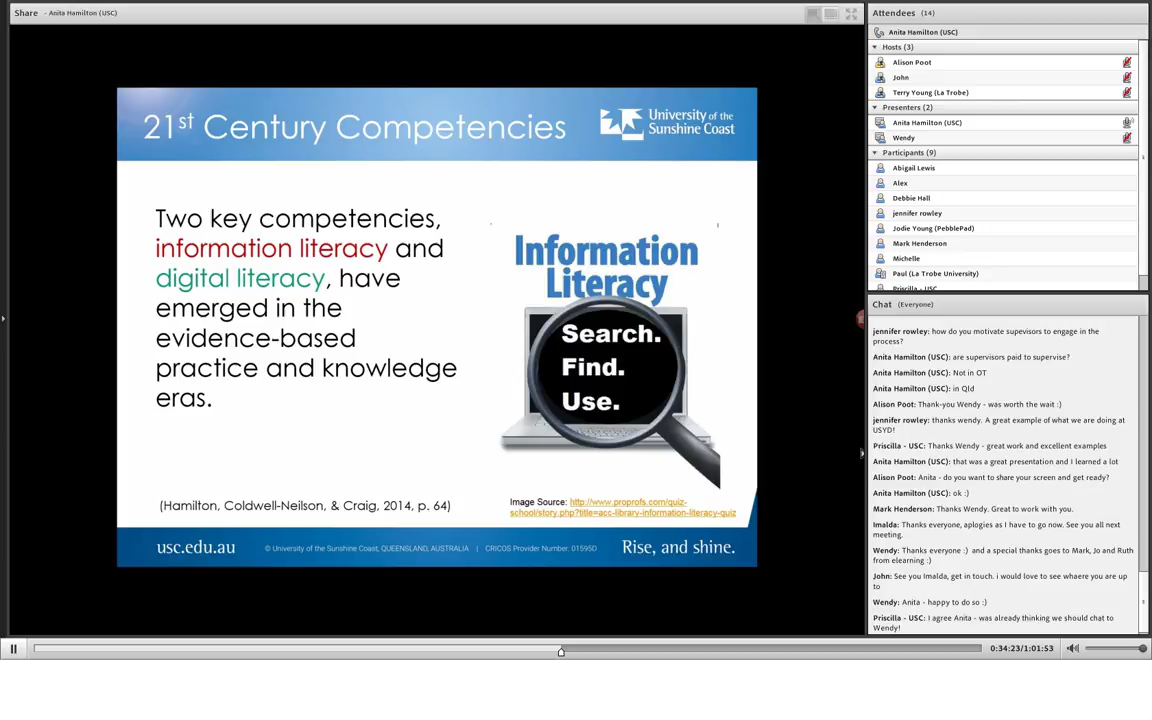 Share - Anita Hamilton (USC)
21st Century Competencies
University of the
Sunshine Coast
Two key competencies,
information literacy and
digital literacy, have
emerged in the
evidence-based
practice and knowledge
eras.
(Hamilton, Coldwell-Neilson, & Craig, 2014, p. 64)
Information
Literacy
Search.
Find.
Use.
Image Source: http://www.proprofs.com/quiz-
school/story.php?title=acc-library-information-literacy-quiz
usc.edu.au
© University of the Sunshine Coast, QUEENSLAND, AUSTRALIA | CRICOS Provider Number: 01595D
Rise, and shine.
Attendees (14)
Anita Hamilton (USC)
Hosts (3)
Alison Poot
John
Terry Young (La Trobe)
Presenters (2)
Anita Hamilton (USC)
Wendy
Participants (9)
Abigail Lewis
Alex
Debbie Hall
jennifer rowley
Jodie Young (PebblePad)
Mark Henderson
Michelle
Paul (La Trobe University)
Priscilla - USC
Chat (Everyone)
jennifer rowley: how do you motivate supevisors to engage in the
process?
Anita Hamilton (USC): are supervisors paid to supervise?
Anita Hamilton (USC): Not in OT
Anita Hamilton (USC): in Qld
Alison Poot: Thank-you Wendy - was worth the wait :)
jennifer rowley: thanks wendy. A great example of what we are doing at
USYD!
Priscilla - USC: Thanks Wendy - great work and excellent examples
Anita Hamilton (USC): that was a great presentation and I learned a lot
Alison Poot: Anita - do you want to share your screen and get ready?
Anita Hamilton (USC): ok :)
Mark Henderson: Thanks Wendy. Great to work with you.
Imalda: Thanks everyone, aplogies as I have to go now. See you all next
meeting.
Wendy: Thanks everyone :) and a special thanks goes to Mark, Jo and Ruth
from elearning :)
John: See you Imalda, get in touch. i would love to see whaere you are up
to
Wendy: Anita - happy to do so :)
Priscilla - USC: I agree Anita - was already thinking we should chat to
Wendy!
0:34:23/1:01:53